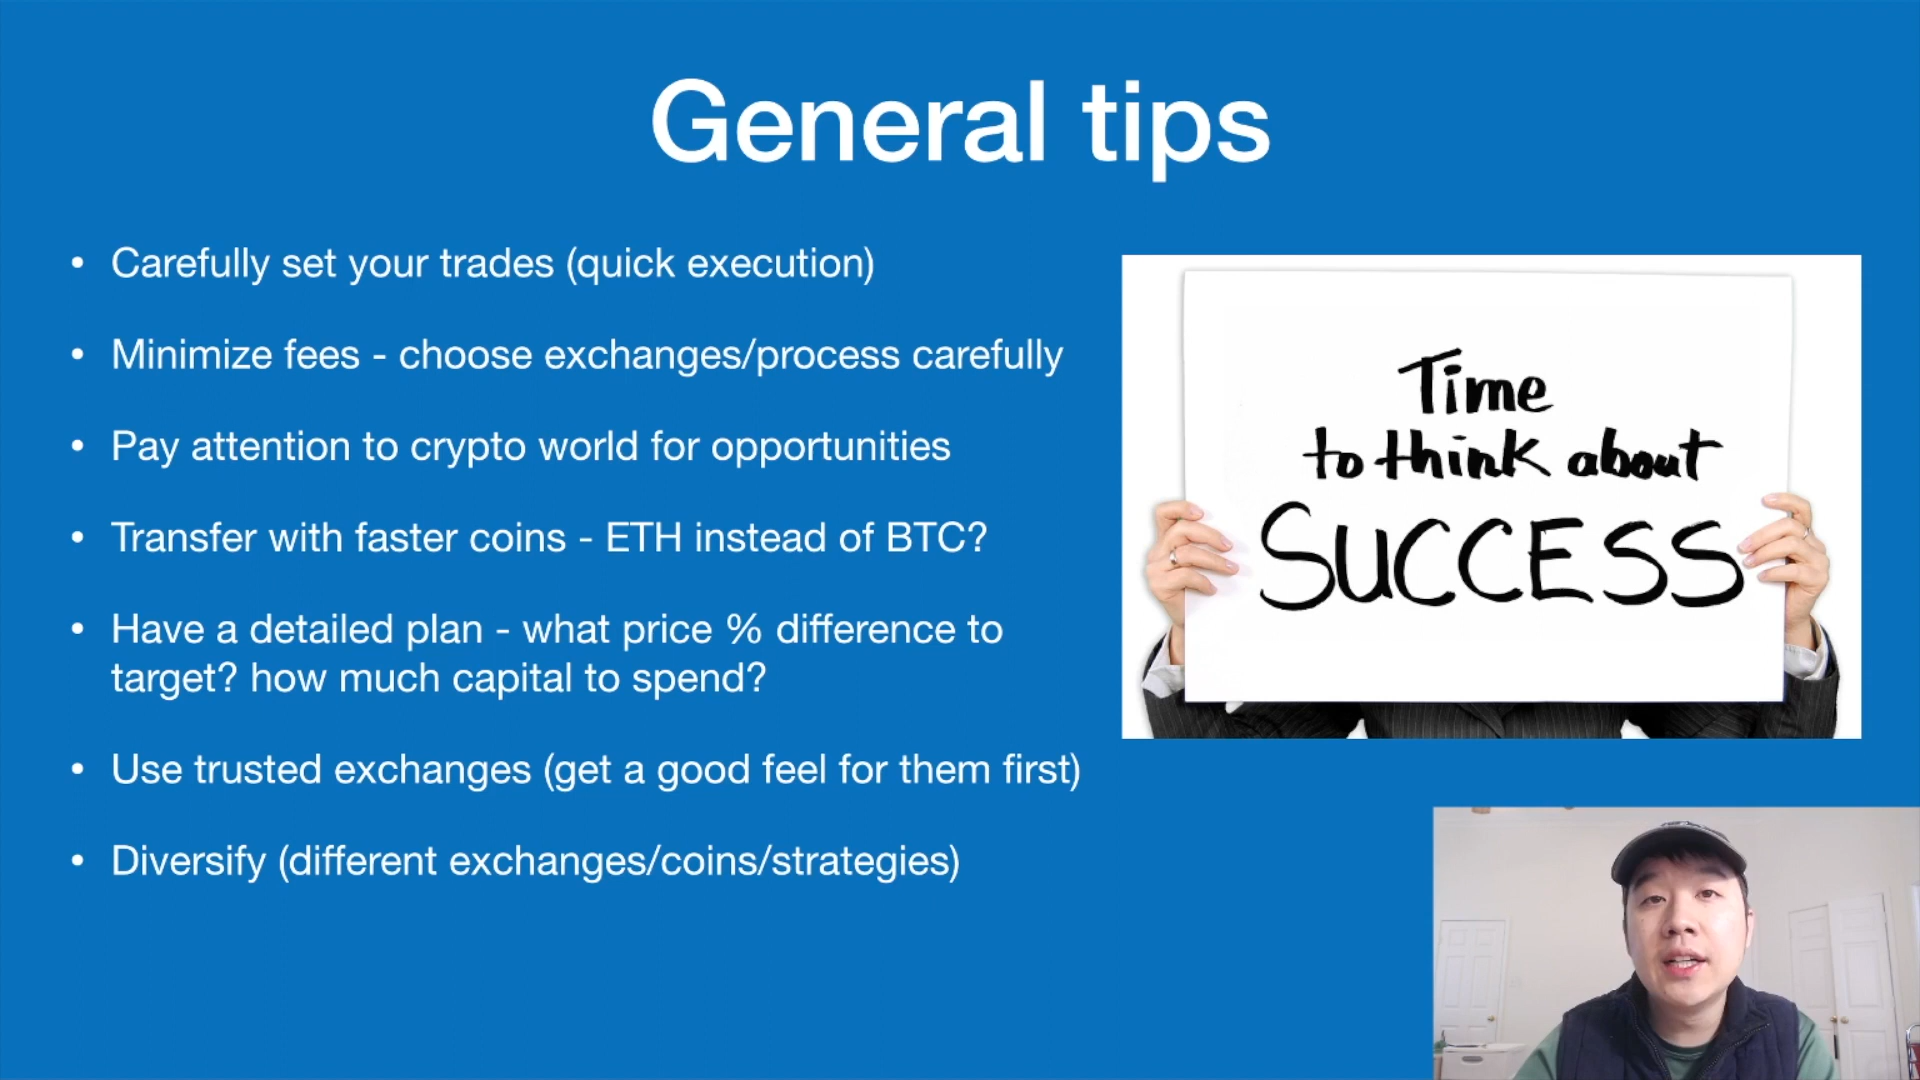 General tips
• Carefully set your trades (quick execution)
• Minimize fees - choose exchanges/process carefully
• Pay attention to crypto world for opportunities
• Transfer with faster coins - ETH instead of BTC?
• Have a detailed plan - what price % difference to
target? how much capital to spend?
• Use trusted exchanges (get a good feel for them first)
• Diversify (different exchanges/coins/strategies)
Time
to think about
SUCCESS